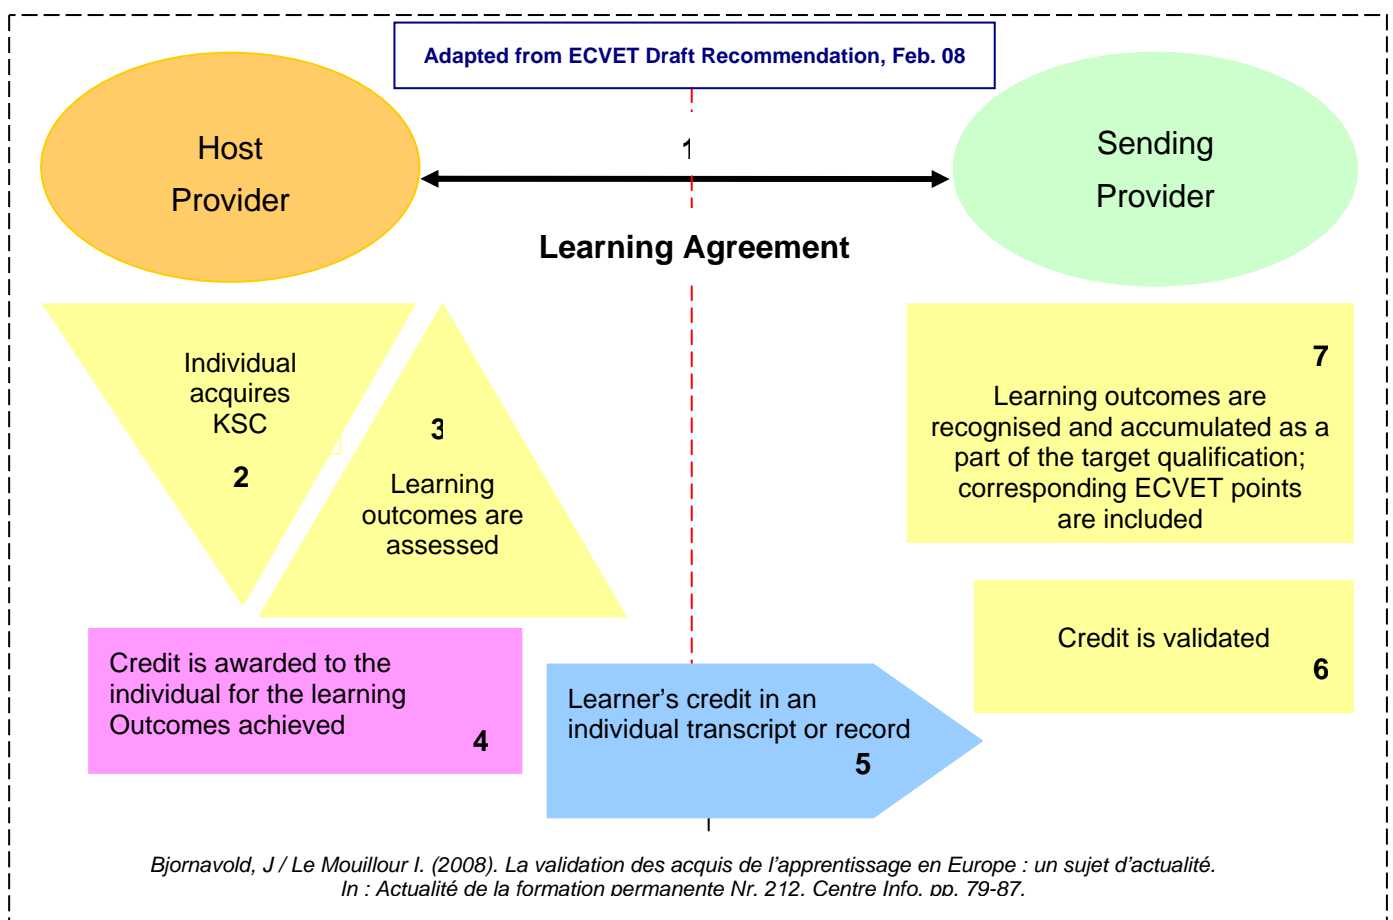 Adapted from ECVET Draft Recommendation, Feb. 08
Host
Provider
1
Sending
Provider
Learning Agreement
Individual
acquires
KSC
2
3
Learning
outcomes are
assessed
7
Learning outcomes are
recognised and accumulated as a
part of the target qualification;
corresponding ECVET points
are included
Credit is awarded to the
individual for the learning
Outcomes achieved
4
Learner's credit in an
individual transcript or record
5
Credit is validated
6
Bjornavold, J / Le Mouillour I. (2008). La validation des acquis de l'apprentissage en Europe : un sujet d'actualité.
In : Actualité de la formation permanente Nr. 212. Centre Info. pp. 79-87.